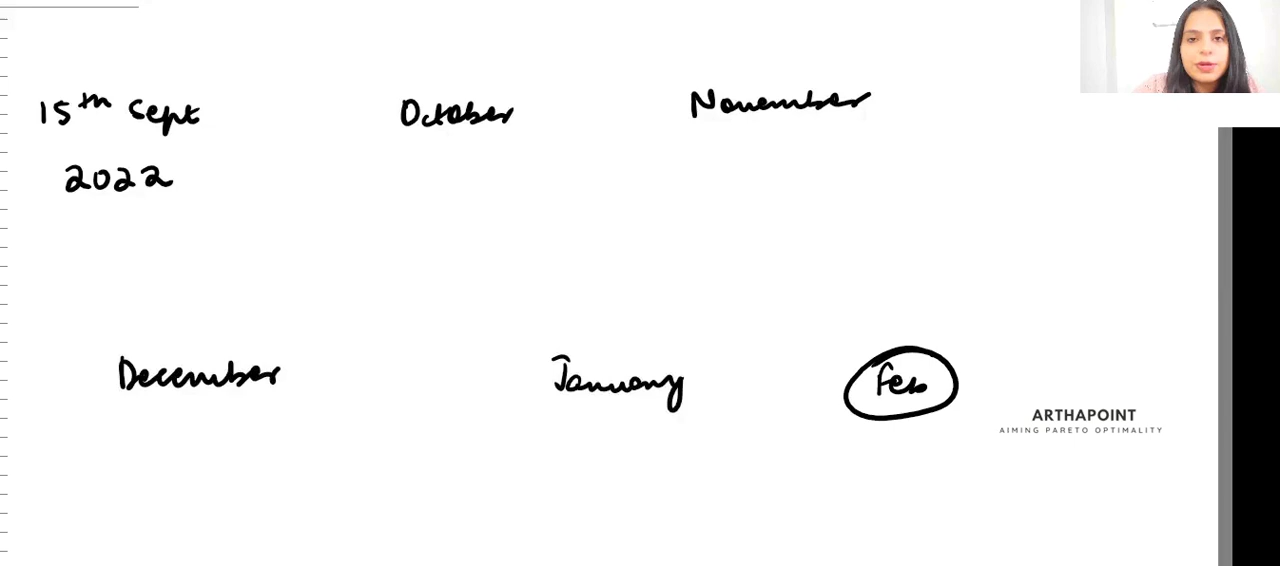 15th Sept October November
2022
December January Feb
ARTHAPOINT
AIMING PARETO OPTIMALITY